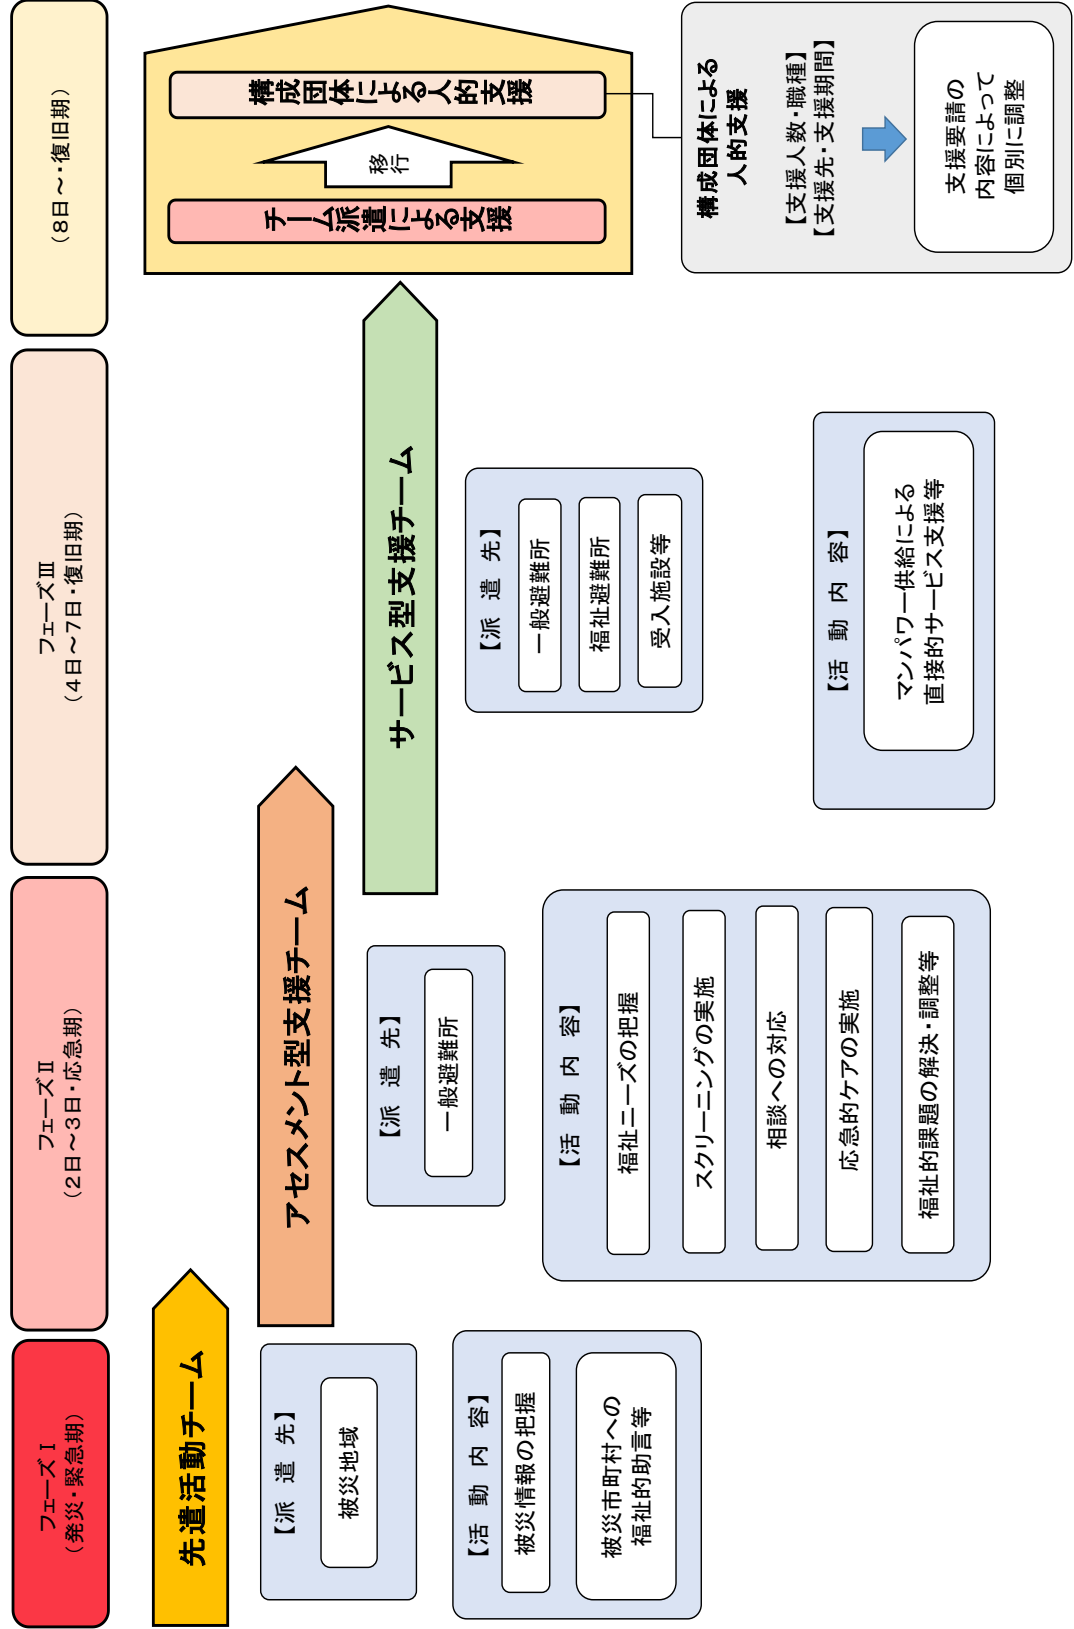 フェーズⅠ
（発災・緊急期）
フェーズⅡ
（２日～３日・応急期）
フェーズⅢ
（４日～７日・復旧期）
（８日～・復旧期）
先遣活動チーム
【派　遣　先】
被災地域
【活　動　内　容】
被災情報の把握
被災市町村への
福祉的助言等
アセスメント型支援チーム
【派　遣　先】
一般避難所
【活　動　内　容】
福祉ニーズの把握
スクリーニングの実施
相談への対応
応急的ケアの実施
福祉的課題の解決・調整等
サービス型支援チーム
【派　遣　先】
一般避難所
福祉避難所
受入施設等
【活　動　内　容】
マンパワー供給による
直接的サービス支援等
構成団体による人的支援
移行
チーム派遣による支援
構成団体による
人的支援
【支援人数・職種】
【支援先・支援期間】
支援要請の
内容によって
個別に調整